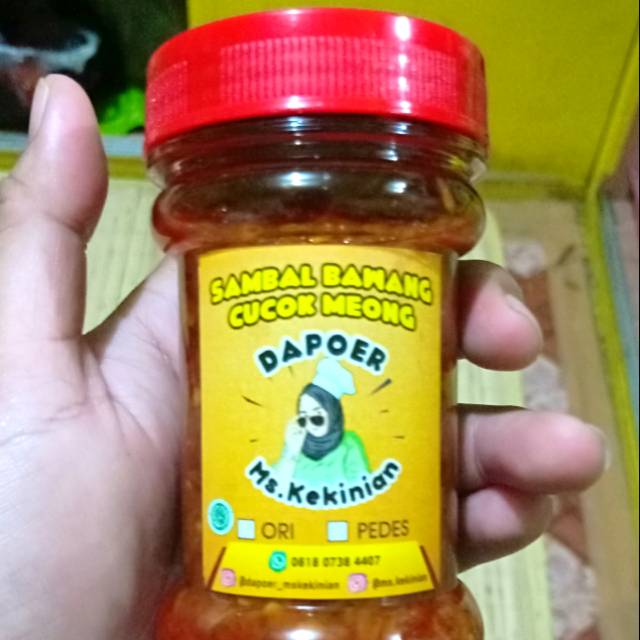 SAMBAL BAWANG
CUCOK MEONG
DAPOER
Ms. Kekinian
ORI PEDES
0818 0738 4407
@dapoer_mskekinian @ms.kekinian